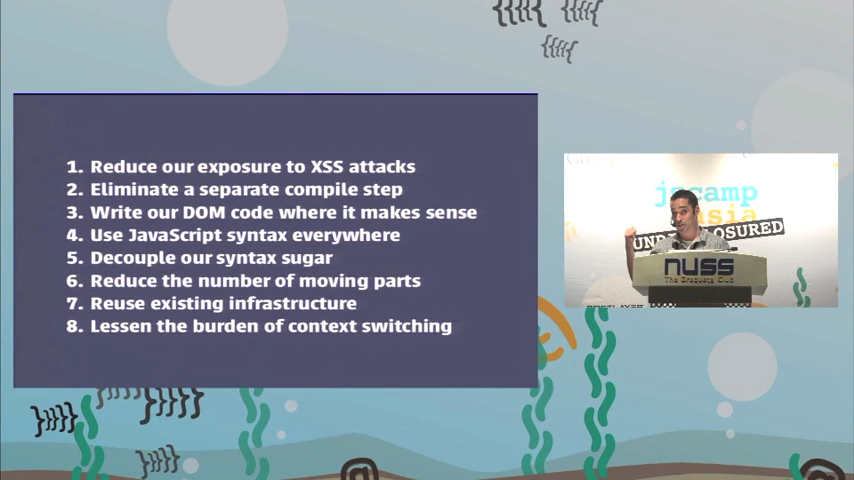 1. Reduce our exposure to XSS attacks
2. Eliminate a separate compile step
3. Write our DOM code where it makes sense
4. Use JavaScript syntax everywhere
5. Decouple our syntax sugar
6. Reduce the number of moving parts
7. Reuse existing infrastructure
8. Lessen the burden of context switching
jscamp
asia
NUSS
The Graduate Club